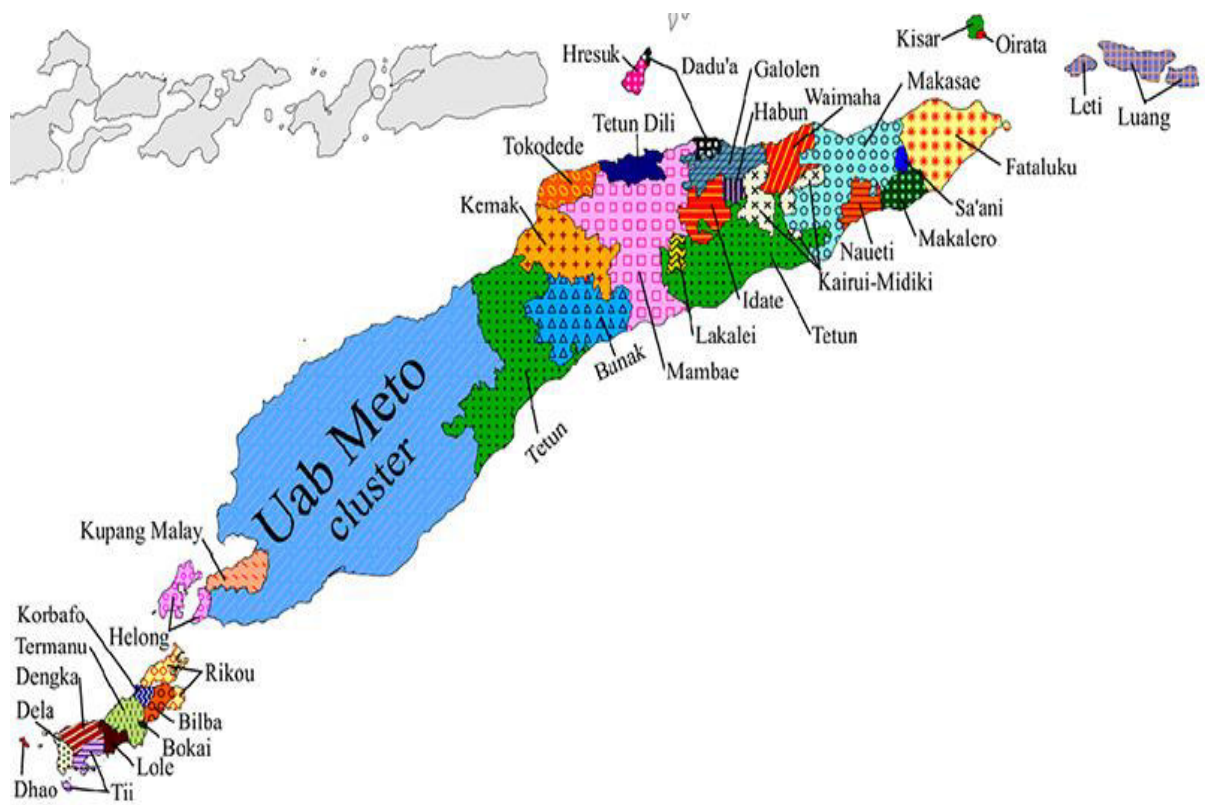 Kisar
Oirata
Hresuk
Dadu'a
Galolen
Makasae
Leti
Luang
Waimaha
Habun
Tetun Dili
Tokodede
Fataluku
Kemak
Sa'ani
Makalero
Naueti
Kairui-Midiki
Idate
Tetun
Lakalei
Bunak
Mambae
Tetun
Uab Meto
cluster
Kupang Malay
Helong
Korbafo
Termanu
Dengka
Rikou
Dela
Bilba
Bokai
Lole
Dhao
Tii